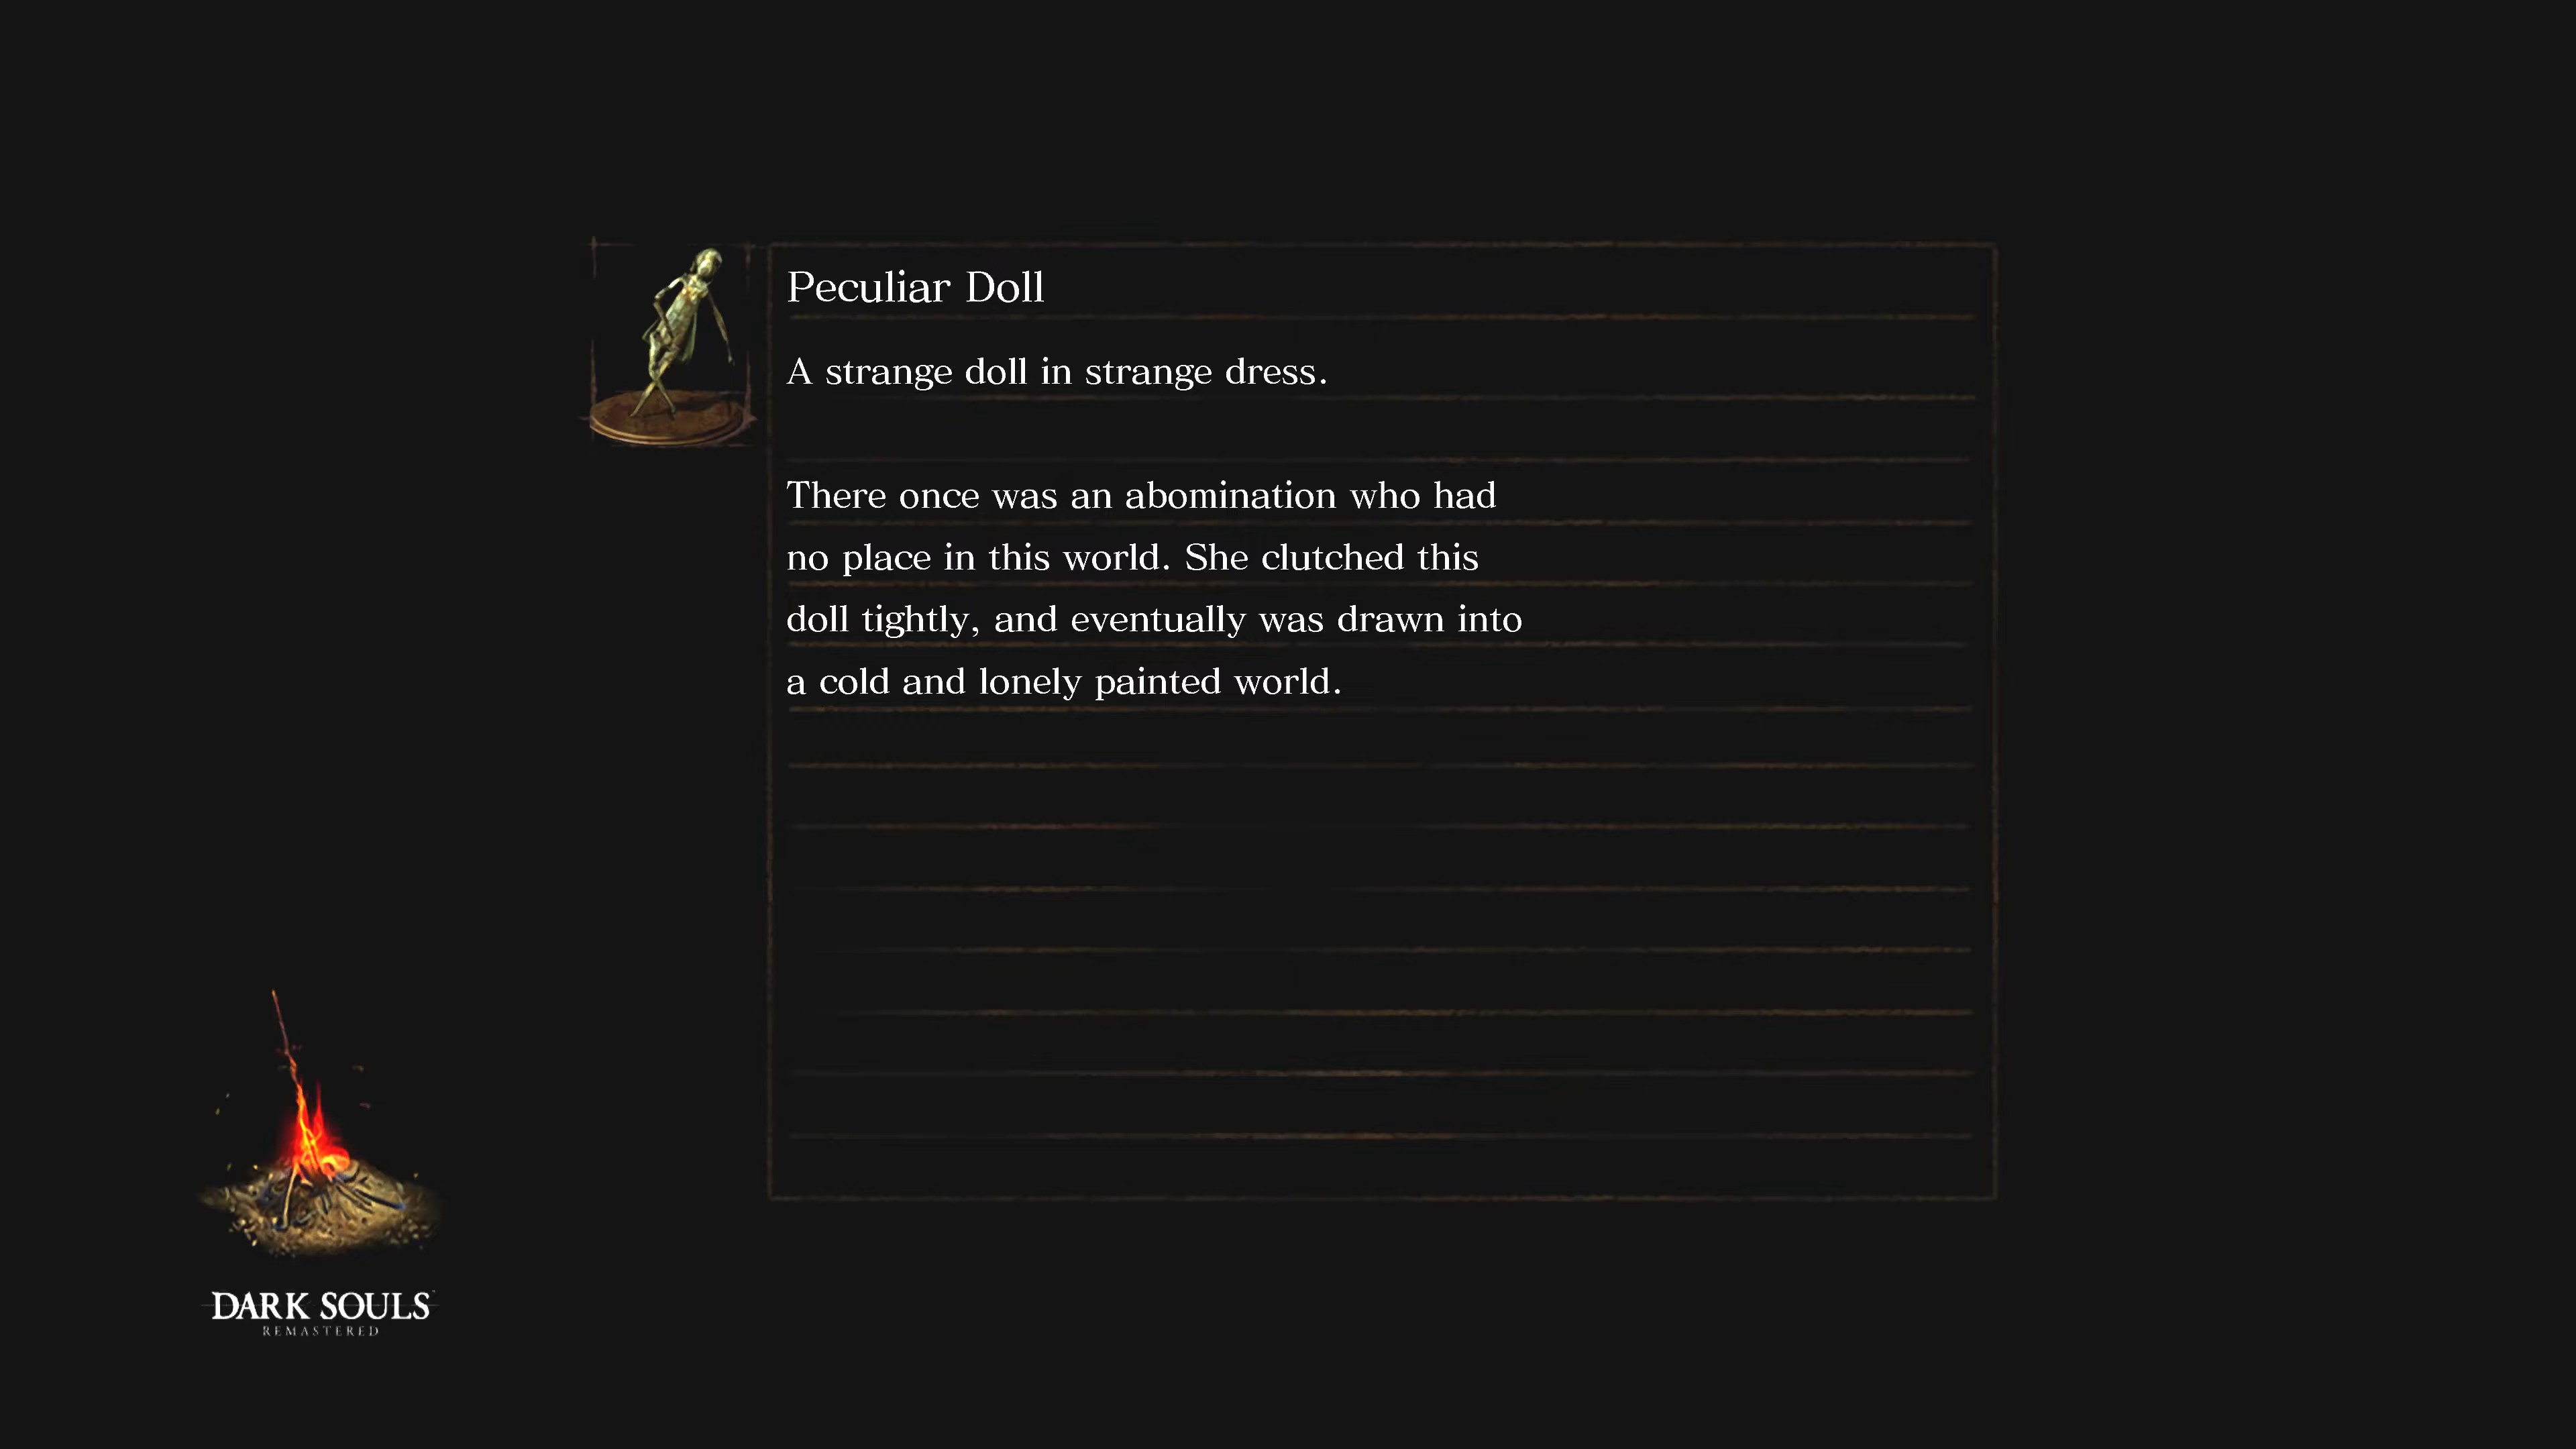 Peculiar Doll
A strange doll in strange dress.
There once was an abomination who had
no place in this world. She clutched this
doll tightly, and eventually was drawn into
a cold and lonely painted world.
DARK SOULS
REMASTERED